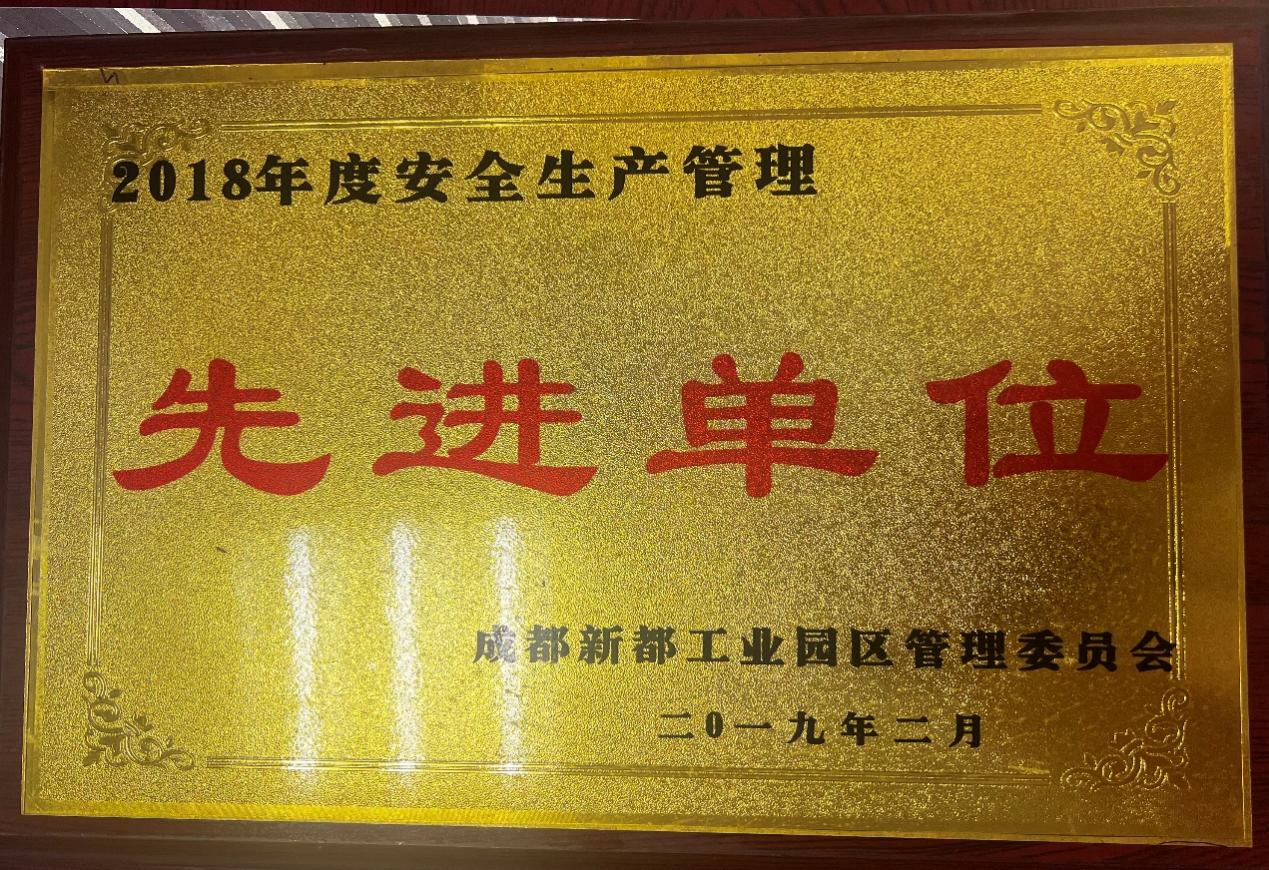 2018年度安全生产管理
先进单位
成都新都工业园区管理委员会
二0一九年二月